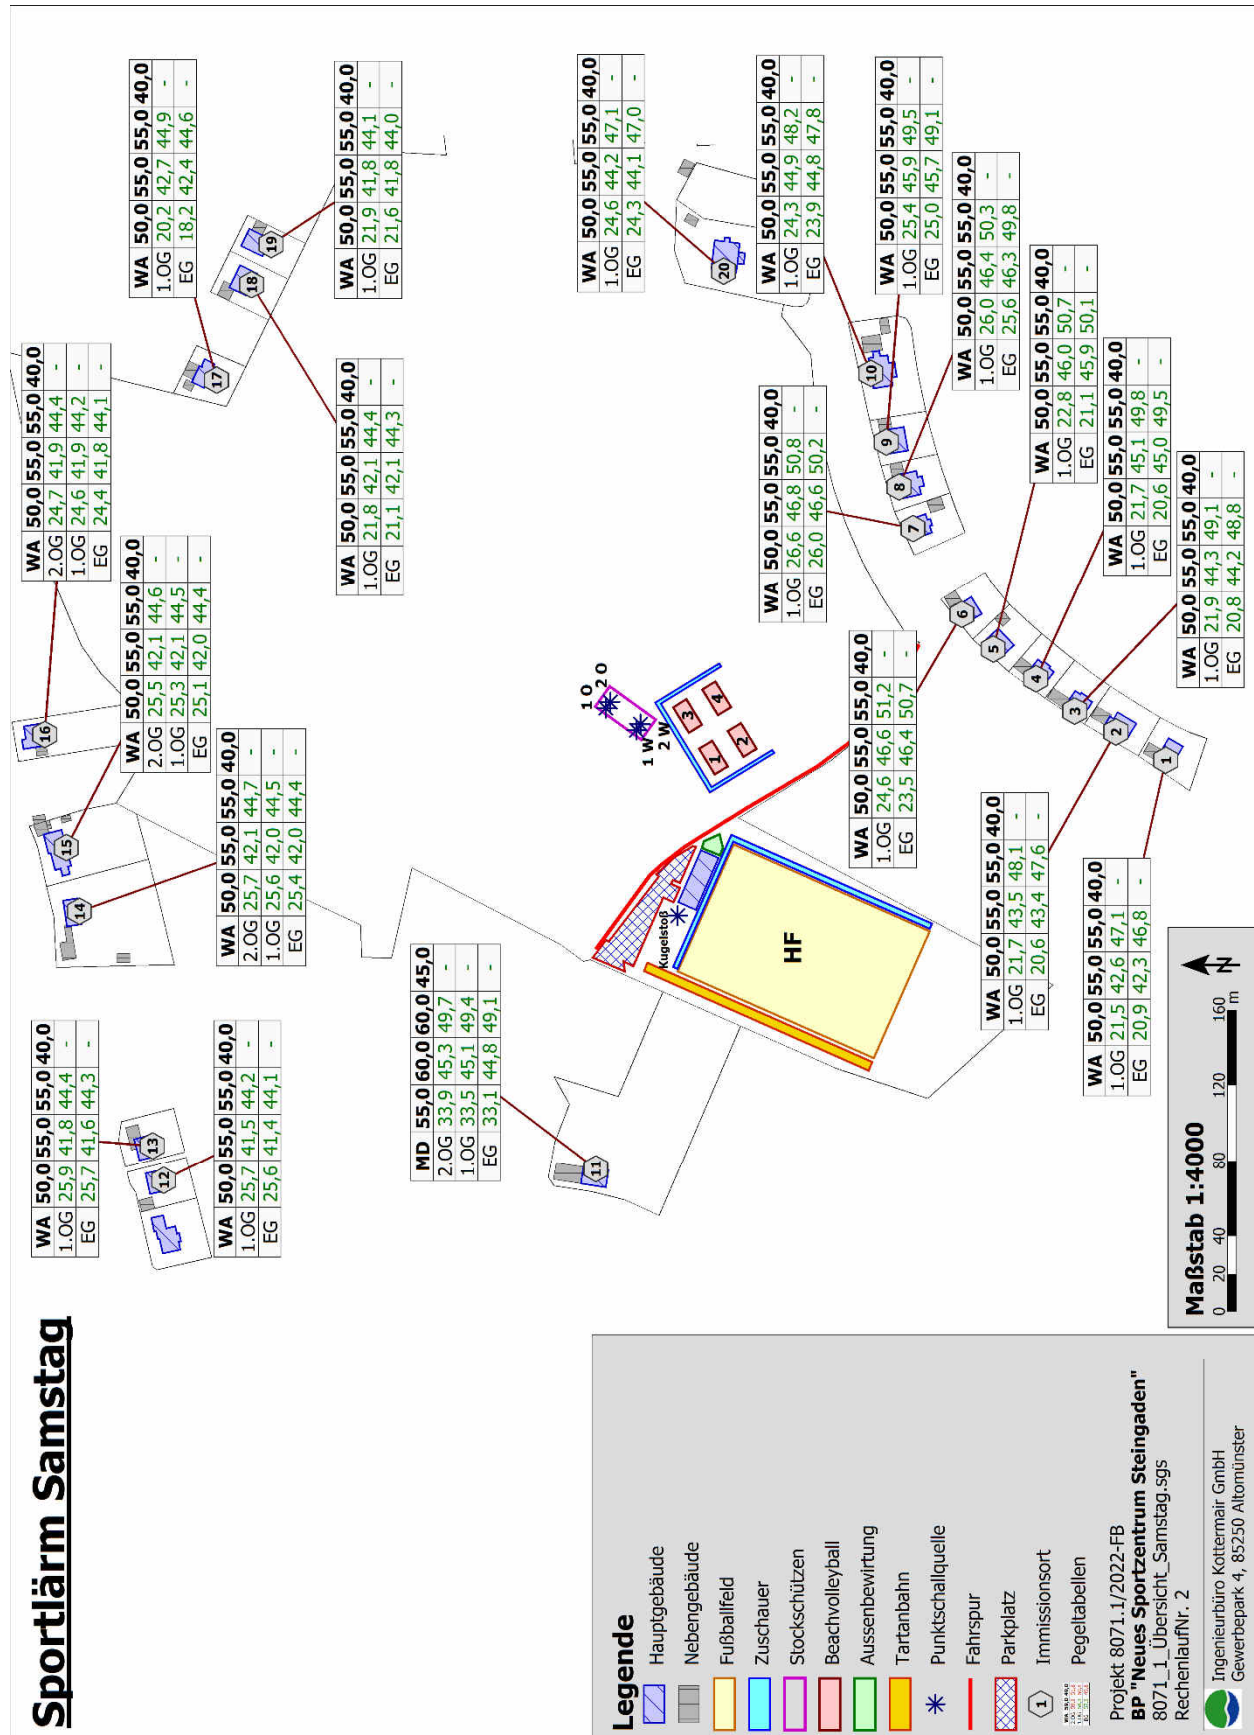 Sportlärm Samstag
WA 50,0 55,0 55,0 40,0
1.OG 25,9 41,8 44,4 -
EG 25,7 41,6 44,3 -
WA 50,0 55,0 55,0 40,0
1.OG 25,7 41,5 44,2 -
EG 25,6 41,4 44,1 -
WA 50,0 55,0 55,0 40,0
2.OG 25,7 42,1 44,7 -
1.OG 25,6 42,0 44,5 -
EG 25,4 42,0 44,4 -
WA 50,0 55,0 55,0 40,0
2.OG 25,5 42,1 44,6 -
1.OG 25,3 42,1 44,5 -
EG 25,1 42,0 44,4 -
WA 50,0 55,0 55,0 40,0
2.OG 24,7 41,9 44,4 -
1.OG 24,6 41,9 44,2 -
EG 24,4 41,8 44,1 -
WA 50,0 55,0 55,0 40,0
1.OG 20,2 42,7 44,9 -
EG 18,2 42,4 44,6 -
WA 50,0 55,0 55,0 40,0
1.OG 21,9 41,8 44,1 -
EG 21,6 41,8 44,0 -
WA 50,0 55,0 55,0 40,0
1.OG 21,8 42,1 44,4 -
EG 21,1 42,1 44,3 -
MD 55,0 60,0 60,0 45,0
2.OG 33,9 45,3 49,7 -
1.OG 33,5 45,1 49,4 -
EG 33,1 44,8 49,1 -
WA 50,0 55,0 55,0 40,0
1.OG 24,6 44,2 47,1 -
EG 24,3 44,1 47,0 -
WA 50,0 55,0 55,0 40,0
1.OG 24,3 44,9 48,2 -
EG 23,9 44,8 47,8 -
WA 50,0 55,0 55,0 40,0
1.OG 25,4 45,9 49,5 -
EG 25,0 45,7 49,1 -
WA 50,0 55,0 55,0 40,0
1.OG 26,0 46,4 50,3 -
EG 25,6 46,3 49,8 -
WA 50,0 55,0 55,0 40,0
1.OG 26,6 46,8 50,8 -
EG 26,0 46,6 50,2 -
WA 50,0 55,0 55,0 40,0
1.OG 24,6 46,6 51,2 -
EG 23,5 46,4 50,7 -
WA 50,0 55,0 55,0 40,0
1.OG 22,8 46,0 50,7 -
EG 21,1 45,9 50,1 -
WA 50,0 55,0 55,0 40,0
1.OG 21,7 45,1 49,8 -
EG 20,6 45,0 49,5 -
WA 50,0 55,0 55,0 40,0
1.OG 21,9 44,3 49,1 -
EG 20,8 44,2 48,8 -
WA 50,0 55,0 55,0 40,0
1.OG 21,7 43,5 48,1 -
EG 20,6 43,4 47,6 -
WA 50,0 55,0 55,0 40,0
1.OG 21,5 42,6 47,1 -
EG 20,9 42,3 46,8 -
12
13
14
15
16
17
18
19
11
20
10
9
8
7
6
5
4
3
2
1
1 O
2 O
1 W
2 W
1
3
2
4
Kugelstoß
HF
Legende
Hauptgebäude
Nebengebäude
Fußballfeld
Zuschauer
Stockschützen
Beachvolleyball
Aussenbewirtung
Tartanbahn
Punktschallquelle
Fahrspur
Parkplatz
1 Immissionsort
Pegeltabellen
Projekt 8071.1/2022-FB
BP "Neues Sportzentrum Steingaden"
8071_1_Übersicht_Samstag.sgs
RechenlaufNr. 2
Ingenieurbüro Kottermair GmbH
Gewerbepark 4, 85250 Altomünster
Maßstab 1:4000
0 20 40 80 120 160
m
N